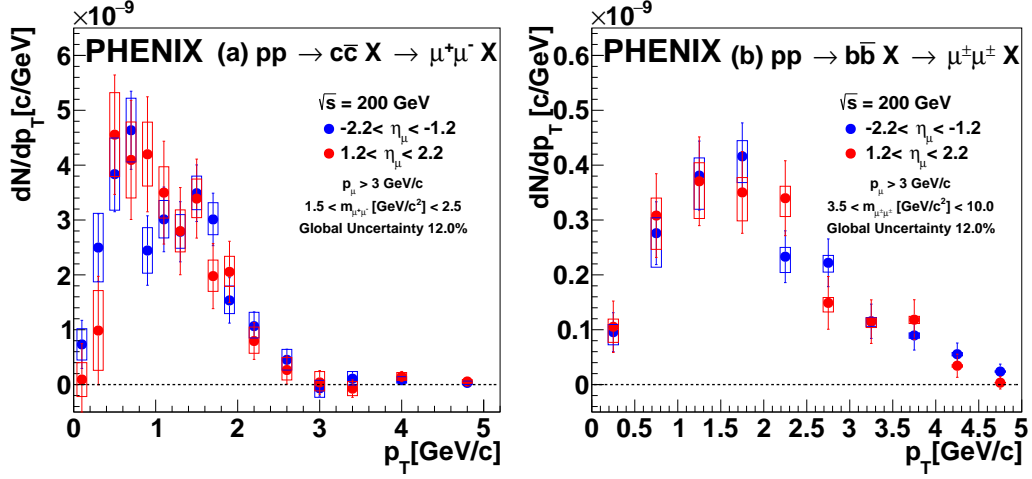 ×10⁻⁹
PHENIX (a) pp → cc̅ X → μ⁺μ⁻ X
√s = 200 GeV
-2.2< η_μ < -1.2
1.2< η_μ < 2.2
p_μ > 3 GeV/c
1.5 < m_μ⁺μ⁻ [GeV/c²] < 2.5
Global Uncertainty 12.0%
dN/dp_T [c/GeV]
6
5
4
3
2
1
0
0 1 2 3 4 5
p_T [GeV/c]
×10⁻⁹
PHENIX (b) pp → bb̅ X → μ±μ± X
√s = 200 GeV
-2.2< η_μ < -1.2
1.2< η_μ < 2.2
p_μ > 3 GeV/c
3.5 < m_μ±μ± [GeV/c²] < 10.0
Global Uncertainty 12.0%
dN/dp_T [c/GeV]
0.6
0.5
0.4
0.3
0.2
0.1
0
0 0.5 1 1.5 2 2.5 3 3.5 4 4.5 5
p_T [GeV/c]